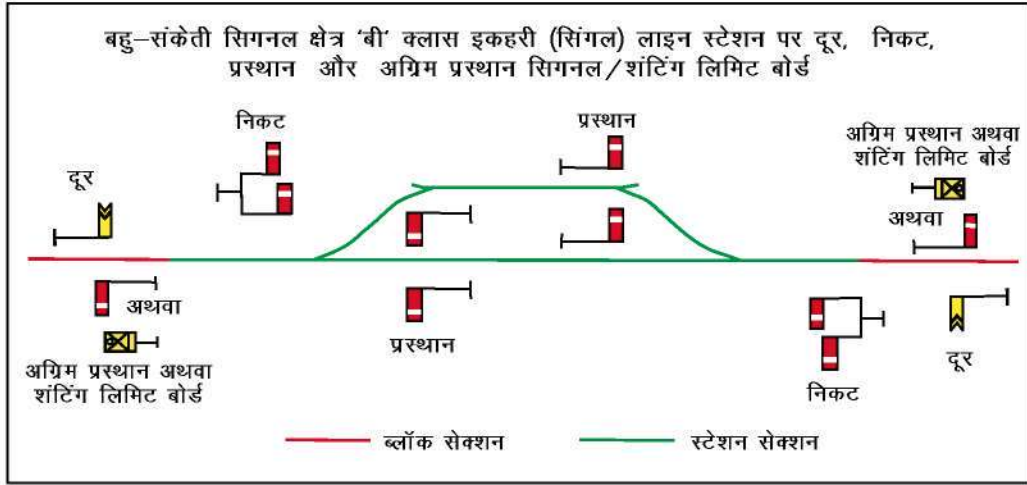 बहु–संकेती सिगनल क्षेत्र ‘बी’ क्लास इकहरी (सिंगल) लाइन स्टेशन पर दूर, निकट,
प्रस्थान और अग्रिम प्रस्थान सिगनल/शंटिंग लिमिट बोर्ड
निकट
प्रस्थान
अग्रिम प्रस्थान अथवा
शंटिंग लिमिट बोर्ड
दूर
अथवा
अथवा
प्रस्थान
अग्रिम प्रस्थान अथवा
शंटिंग लिमिट बोर्ड
निकट
दूर
ब्लॉक सेक्शन
स्टेशन सेक्शन